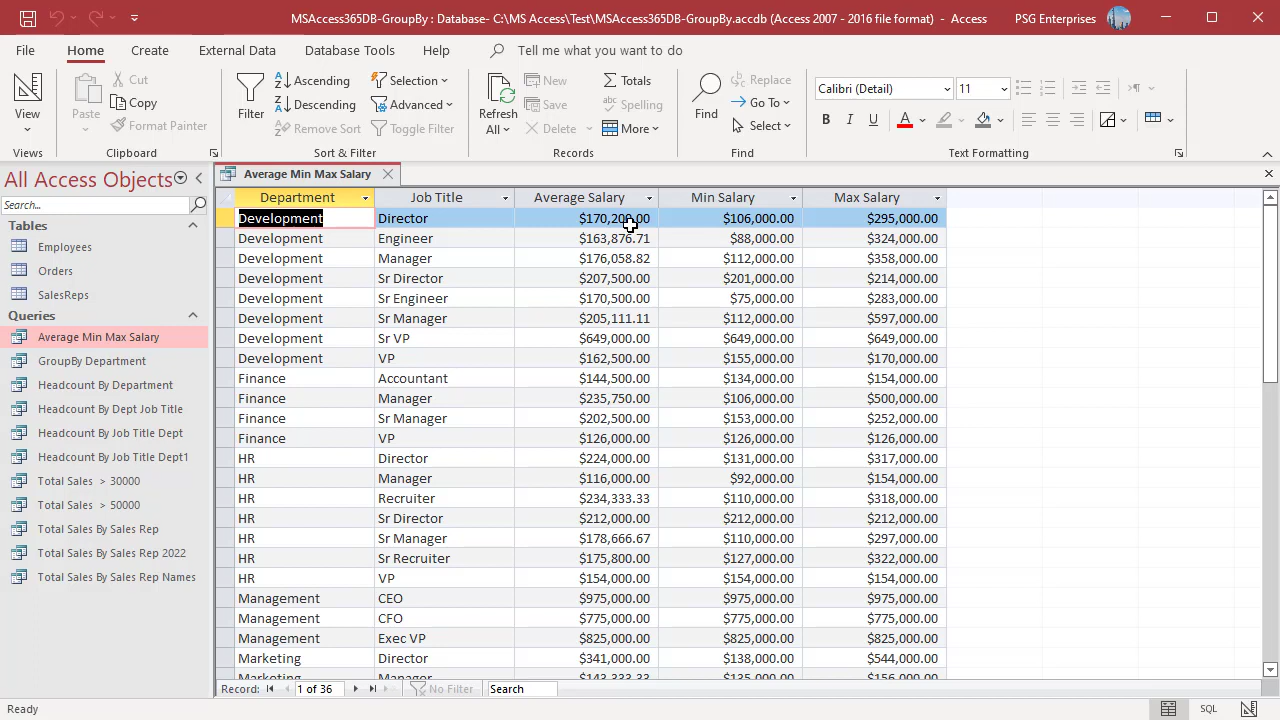 MSAccess365DB-GroupBy : Database- C:\MS Access\Test\MSAccess365DB-GroupBy.accdb (Access 2007 - 2016 file format) - Access
PSG Enterprises
File Home Create External Data Database Tools Help Tell me what you want to do
View
Views
Paste
Cut
Copy
Format Painter
Clipboard
Filter
Ascending
Descending
Remove Sort
Selection
Advanced
Toggle Filter
Sort & Filter
Refresh
All
New
Save
Delete
Totals
Spelling
More
Records
Find
Replace
Go To
Select
Find
Calibri (Detail) 11
B I U A
Text Formatting
All Access Objects
Search...
Tables
Employees
Orders
SalesReps
Queries
Average Min Max Salary
GroupBy Department
Headcount By Department
Headcount By Dept Job Title
Headcount By Job Title Dept
Headcount By Job Title Dept1
Total Sales > 30000
Total Sales > 50000
Total Sales By Sales Rep
Total Sales By Sales Rep 2022
Total Sales By Sales Rep Names
Average Min Max Salary
Department Job Title Average Salary Min Salary Max Salary
Development Director $170,200.00 $106,000.00 $295,000.00
Development Engineer $163,876.71 $88,000.00 $324,000.00
Development Manager $176,058.82 $112,000.00 $358,000.00
Development Sr Director $207,500.00 $201,000.00 $214,000.00
Development Sr Engineer $170,500.00 $75,000.00 $283,000.00
Development Sr Manager $205,111.11 $112,000.00 $597,000.00
Development Sr VP $649,000.00 $649,000.00 $649,000.00
Development VP $162,500.00 $155,000.00 $170,000.00
Finance Accountant $144,500.00 $134,000.00 $154,000.00
Finance Manager $235,750.00 $106,000.00 $500,000.00
Finance Sr Manager $202,500.00 $153,000.00 $252,000.00
Finance VP $126,000.00 $126,000.00 $126,000.00
HR Director $224,000.00 $131,000.00 $317,000.00
HR Manager $116,000.00 $92,000.00 $154,000.00
HR Recruiter $234,333.33 $110,000.00 $318,000.00
HR Sr Director $212,000.00 $212,000.00 $212,000.00
HR Sr Manager $178,666.67 $110,000.00 $297,000.00
HR Sr Recruiter $175,800.00 $127,000.00 $322,000.00
HR VP $154,000.00 $154,000.00 $154,000.00
Management CEO $975,000.00 $975,000.00 $975,000.00
Management CFO $775,000.00 $775,000.00 $775,000.00
Management Exec VP $825,000.00 $825,000.00 $825,000.00
Marketing Director $341,000.00 $138,000.00 $544,000.00
Marketing Manager $143,333.33 $135,000.00 $156,000.00
Record: 1 of 36 No Filter Search
Ready
SQL